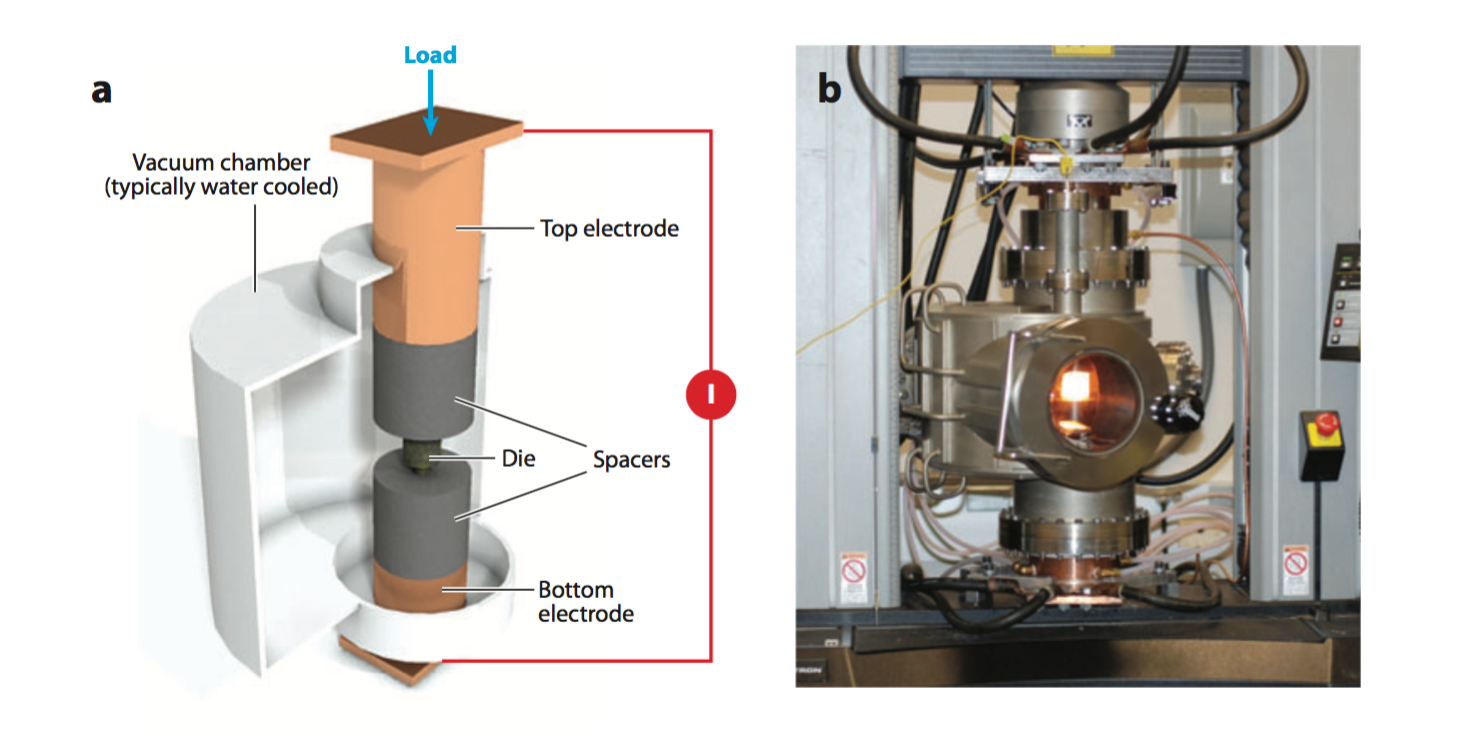 a
Load
Vacuum chamber
(typically water cooled)
Top electrode
I
Die
Spacers
Bottom
electrode
b